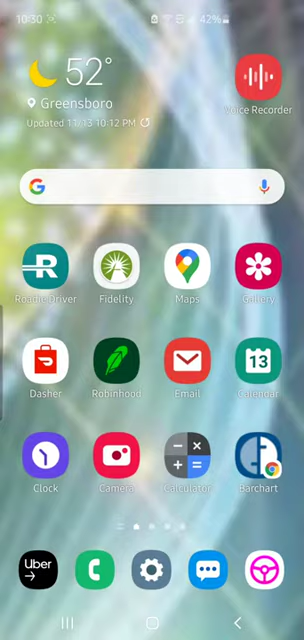 10:30 42%
52°
Greensboro
Updated 11/13 10:12 PM
Voice Recorder
G
R
Roadie Driver Fidelity Maps Gallery
13
Dasher Robinhood Email Calendar
Clock Camera Calculator Barchart
Uber